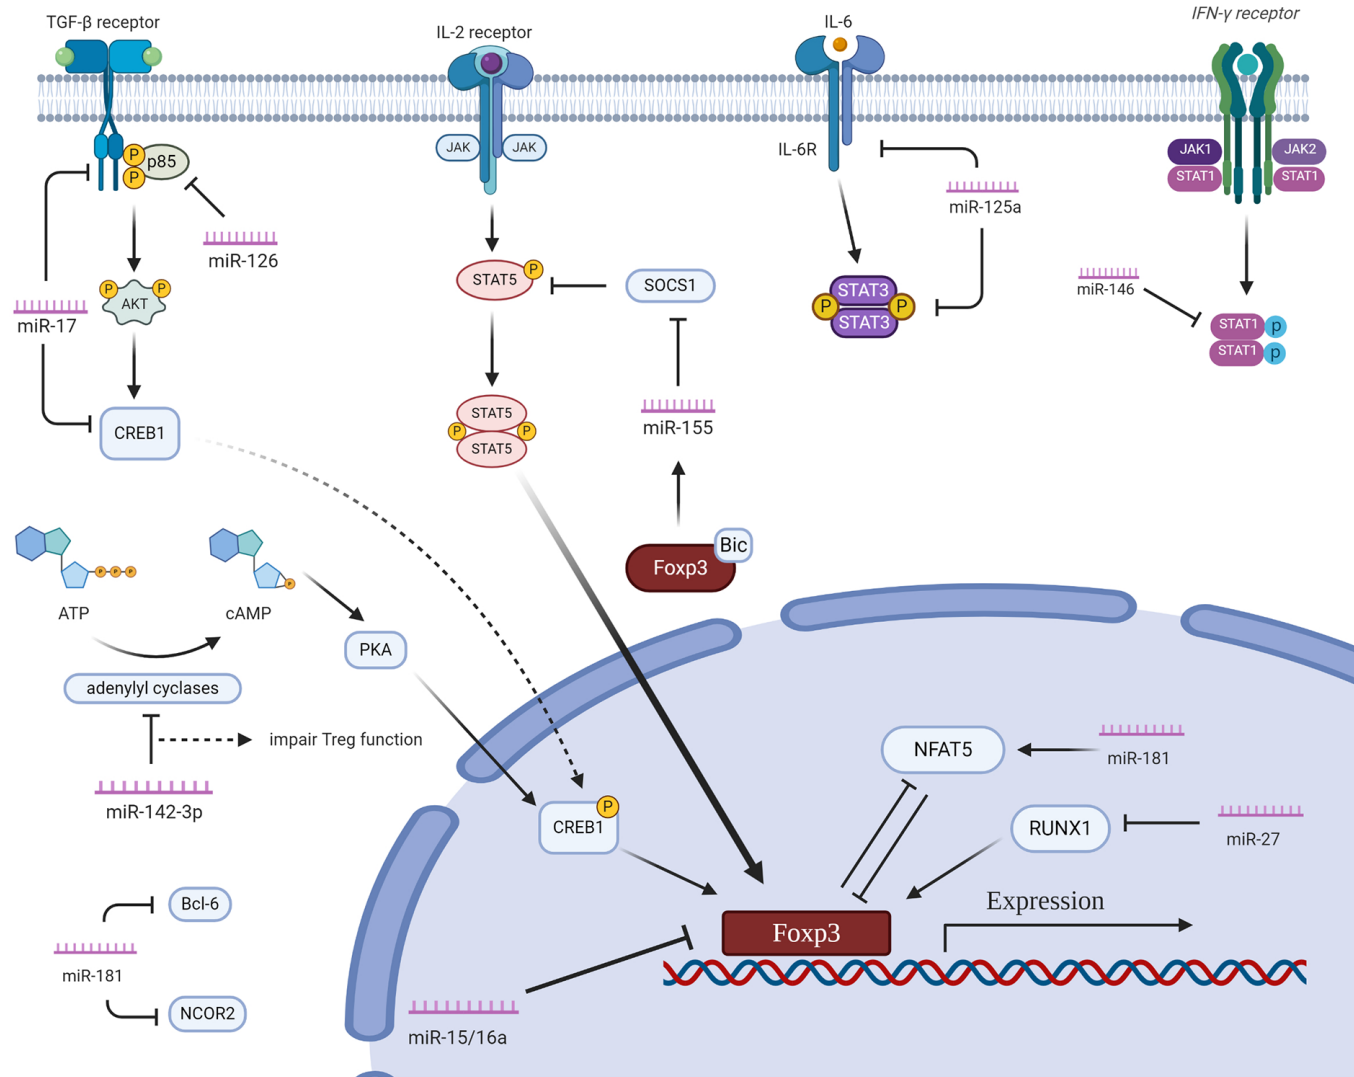 TGF-β receptor
IL-2 receptor
IL-6
IFN-γ receptor
P
P
p85
JAK
JAK
IL-6R
miR-125a
JAK1
STAT1
JAK2
STAT1
miR-126
miR-17
P
P
AKT
CREB1
STAT5
P
SOCS1
STAT5
P
P
STAT5
miR-155
Foxp3
Bic
STAT3
P
P
STAT3
miR-146
STAT1
p
STAT1
p
ATP
P
P
P
cAMP
P
PKA
adenylyl cyclases
impair Treg function
miR-142-3p
Bcl-6
miR-181
NCOR2
CREB1
P
NFAT5
miR-181
RUNX1
miR-27
Expression
Foxp3
miR-15/16a